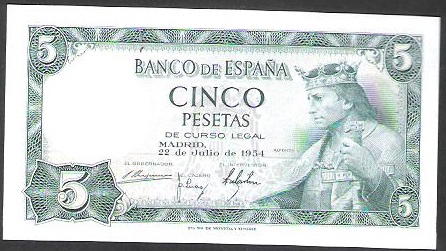 5 5
BANCO DE ESPAÑA
CINCO
PESETAS
DE CURSO LEGAL
MADRID,
22 de Julio de 1954
EL GOBERNADOR EL CAJERO EL INTERVENTOR
5 5